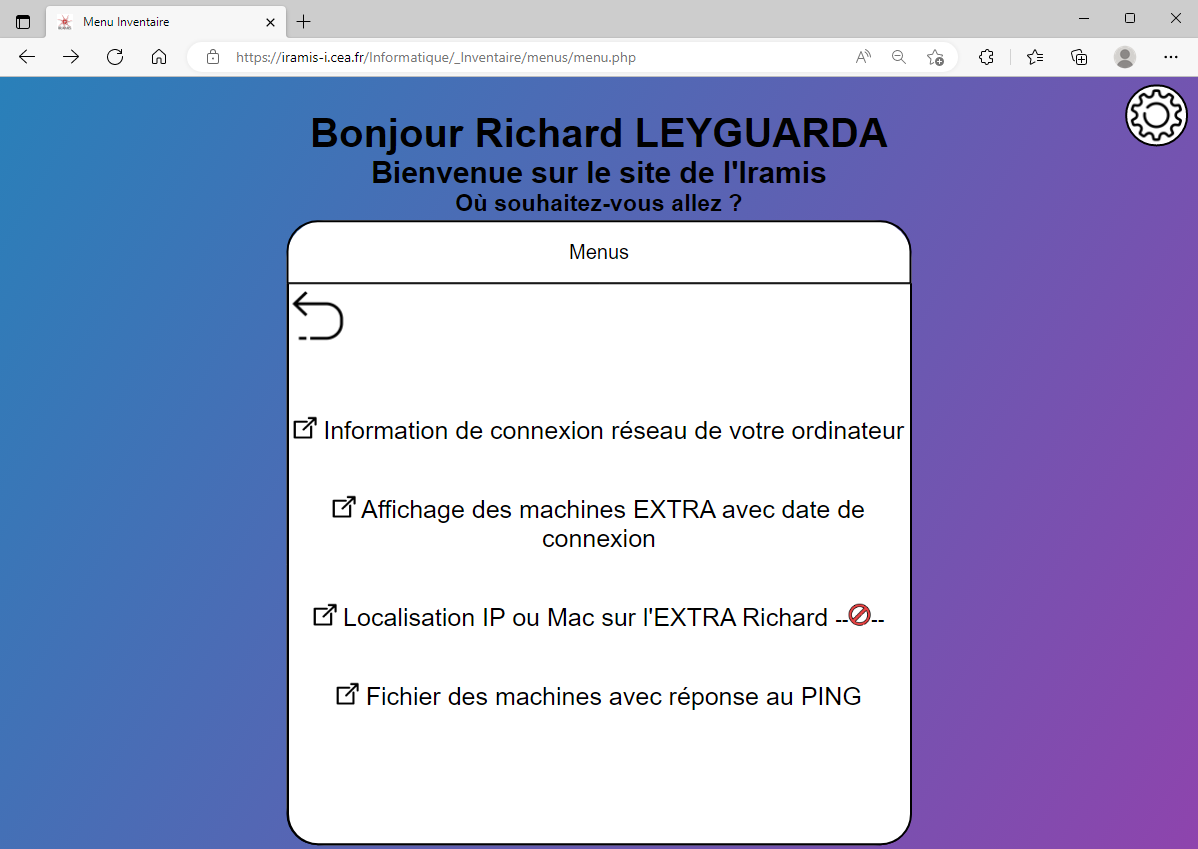 Menu Inventaire
https://iramis-i.cea.fr/Informatique/_Inventaire/menus/menu.php
Bonjour Richard LEYGUARDA
Bienvenue sur le site de l'Iramis
Où souhaitez-vous allez ?
Menus
Information de connexion réseau de votre ordinateur
Affichage des machines EXTRA avec date de
connexion
Localisation IP ou Mac sur l'EXTRA Richard --🚫--
Fichier des machines avec réponse au PING